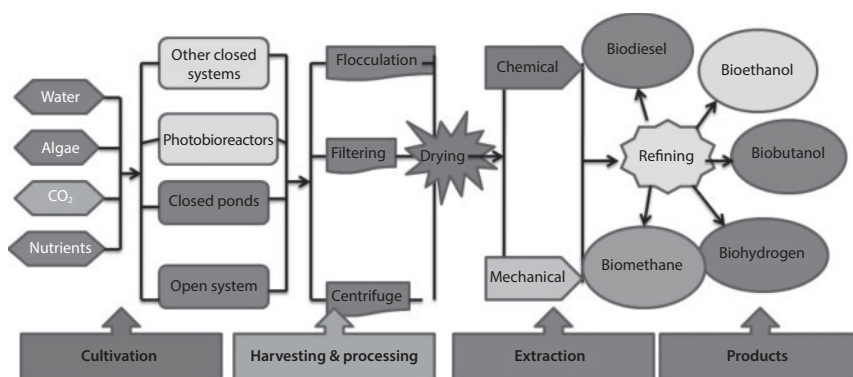 Water
Algae
CO₂
Nutrients
Other closed
systems
Photobioreactors
Closed ponds
Open system
Flocculation
Filtering
Centrifuge
Drying
Chemical
Mechanical
Refining
Biodiesel
Bioethanol
Biobutanol
Biohydrogen
Biomethane
Cultivation
Harvesting & processing
Extraction
Products